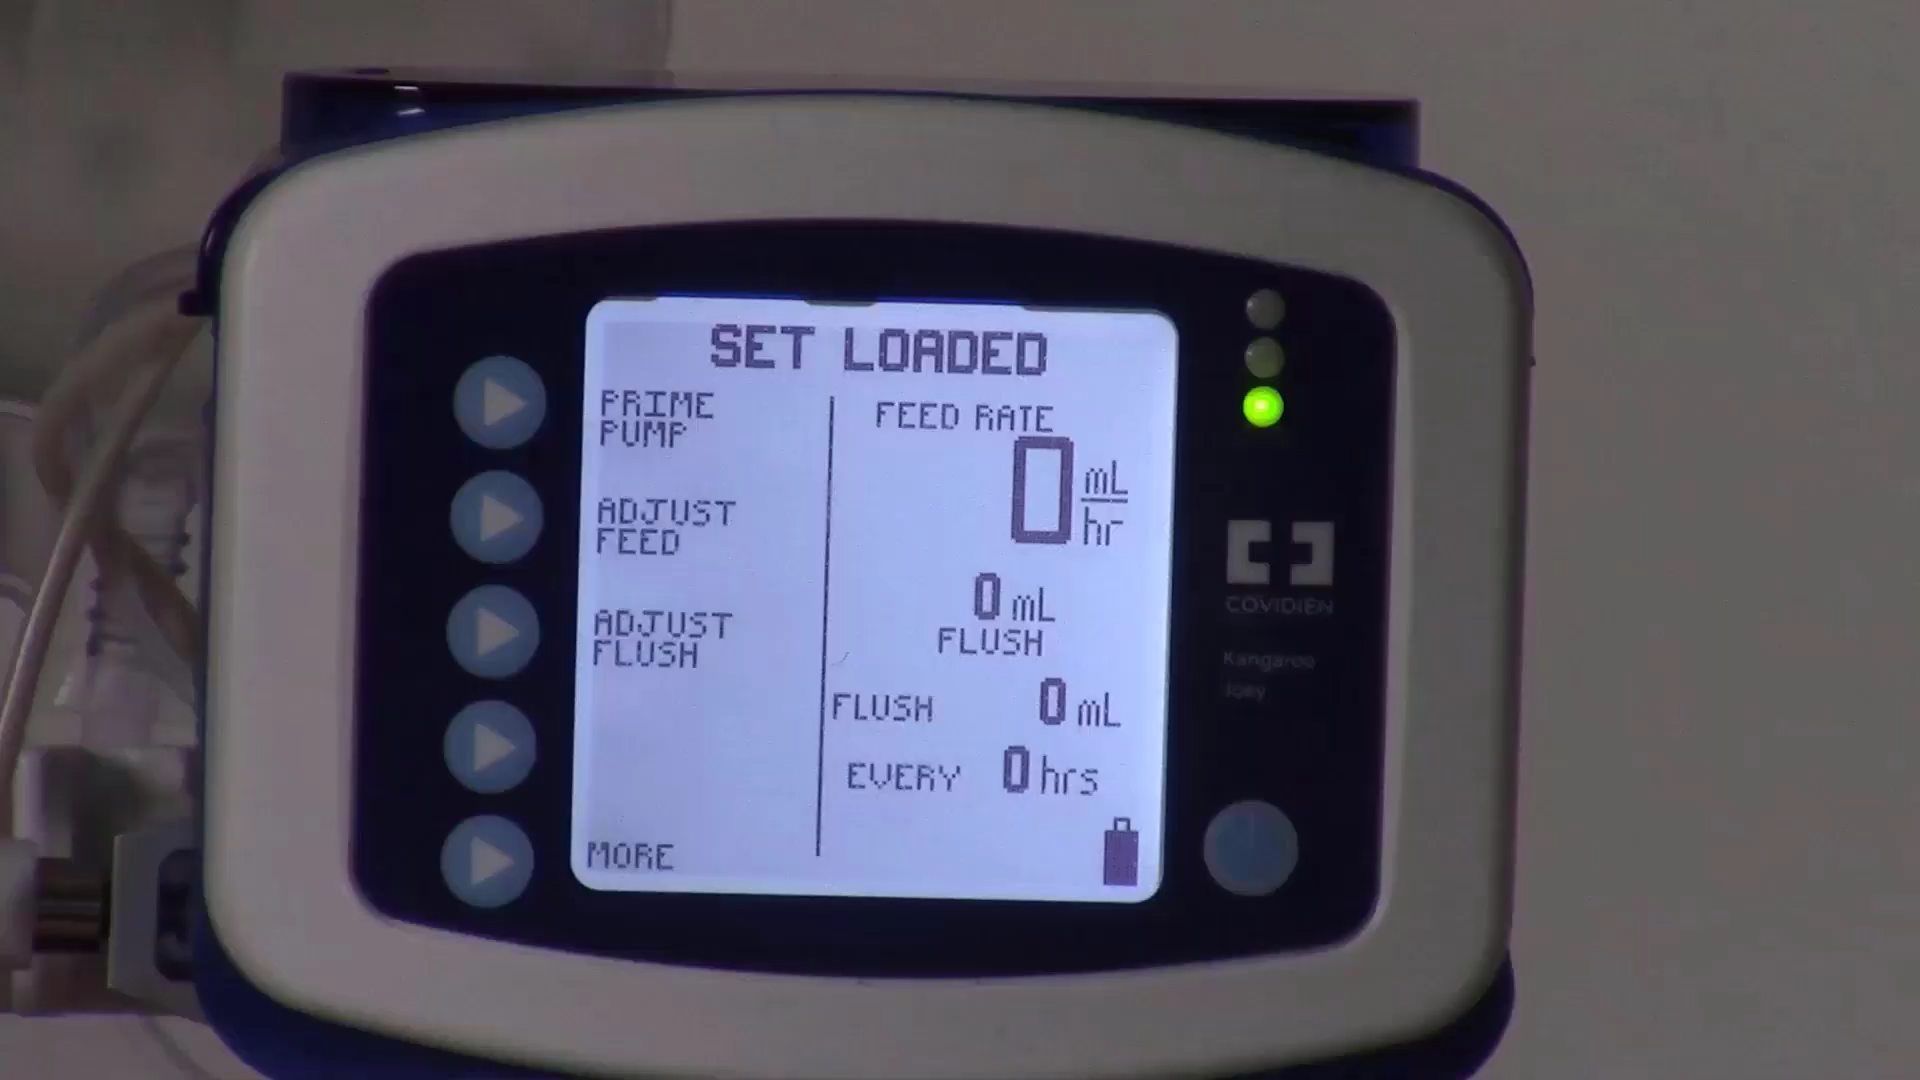 SET LOADED
PRIME
PUMP
ADJUST
FEED
ADJUST
FLUSH
MORE
FEED RATE
0 mL
hr
0 mL
FLUSH
FLUSH 0 mL
EVERY 0 hrs
COVIDIEN
Kangaroo
Joey